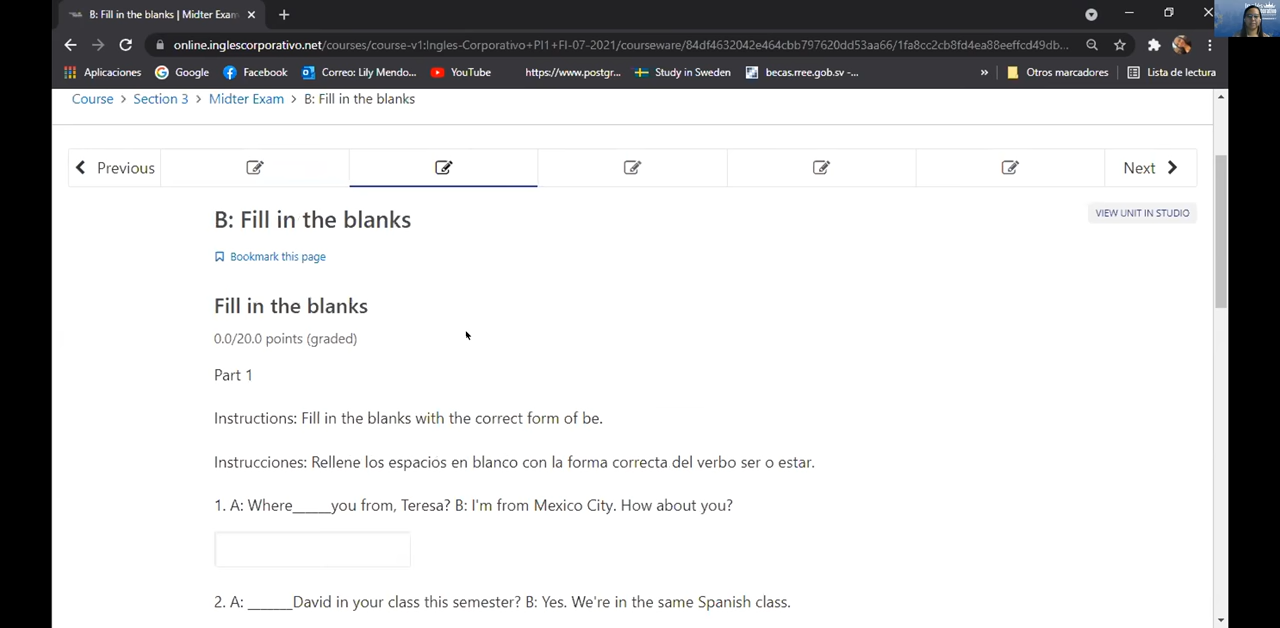 B: Fill in the blanks | Midter Exam
online.inglescorporativo.net/courses/course-v1:Ingles-Corporativo+PI1+FI-07-2021/courseware/84df4632042e464cbb797620dd53aa66/1fa8cc2cb8fd4ea88eeffcd49db...
Aplicaciones Google Facebook Correo: Lily Mendo... YouTube https://www.postgr... Study in Sweden becas.rree.gob.sv -... » Otros marcadores Lista de lectura
Course > Section 3 > Midter Exam > B: Fill in the blanks
Previous Next
B: Fill in the blanks
VIEW UNIT IN STUDIO
Bookmark this page
Fill in the blanks
0.0/20.0 points (graded)
Part 1
Instructions: Fill in the blanks with the correct form of be.
Instrucciones: Rellene los espacios en blanco con la forma correcta del verbo ser o estar.
1. A: Where_____you from, Teresa? B: I'm from Mexico City. How about you?
2. A: ______David in your class this semester? B: Yes. We're in the same Spanish class.